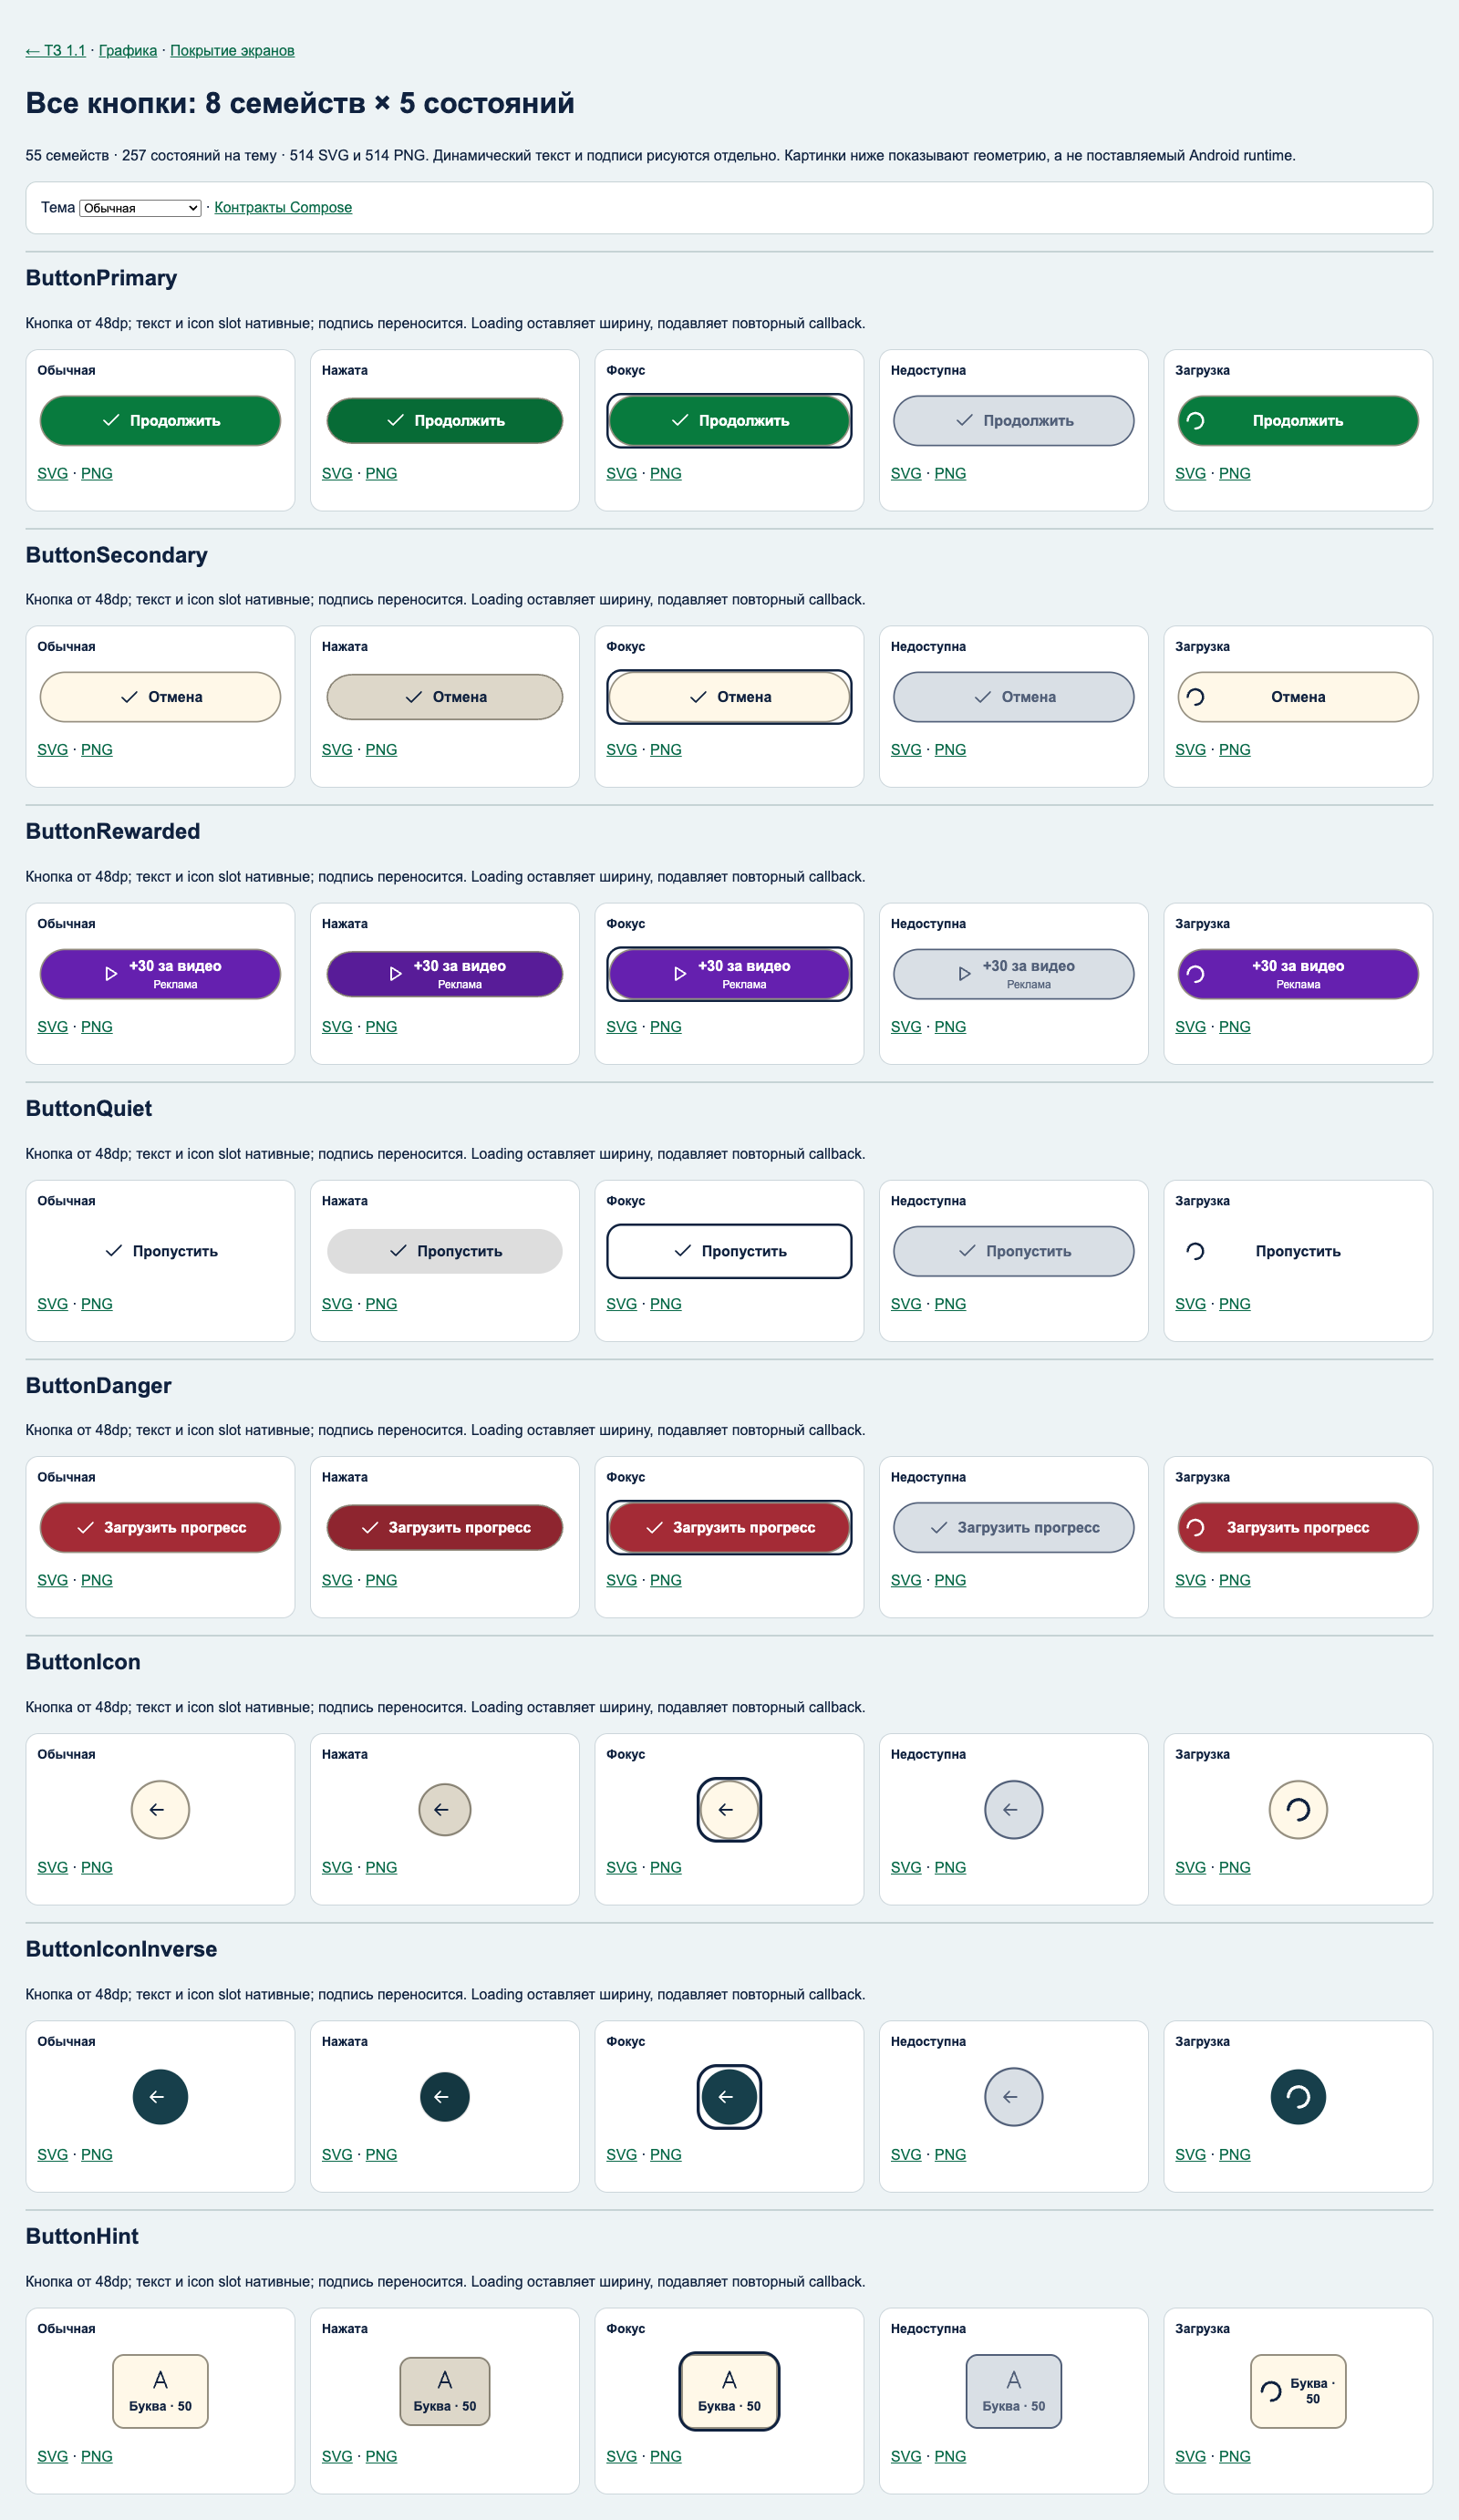 ← ТЗ 1.1 · Графика · Покрытие экранов
Все кнопки: 8 семейств × 5 состояний
55 семейств · 257 состояний на тему · 514 SVG и 514 PNG. Динамический текст и подписи рисуются отдельно. Картинки ниже показывают геометрию, а не поставляемый Android runtime.
Тема Обычная · Контракты Compose
ButtonPrimary
Кнопка от 48dp; текст и icon slot нативные; подпись переносится. Loading оставляет ширину, подавляет повторный callback.
Обычная Нажата Фокус Недоступна Загрузка
Продолжить Продолжить Продолжить Продолжить Продолжить
SVG · PNG SVG · PNG SVG · PNG SVG · PNG SVG · PNG
ButtonSecondary
Кнопка от 48dp; текст и icon slot нативные; подпись переносится. Loading оставляет ширину, подавляет повторный callback.
Обычная Нажата Фокус Недоступна Загрузка
Отмена Отмена Отмена Отмена Отмена
SVG · PNG SVG · PNG SVG · PNG SVG · PNG SVG · PNG
ButtonRewarded
Кнопка от 48dp; текст и icon slot нативные; подпись переносится. Loading оставляет ширину, подавляет повторный callback.
Обычная Нажата Фокус Недоступна Загрузка
+30 за видео +30 за видео +30 за видео +30 за видео +30 за видео
Реклама Реклама Реклама Реклама Реклама
SVG · PNG SVG · PNG SVG · PNG SVG · PNG SVG · PNG
ButtonQuiet
Кнопка от 48dp; текст и icon slot нативные; подпись переносится. Loading оставляет ширину, подавляет повторный callback.
Обычная Нажата Фокус Недоступна Загрузка
Пропустить Пропустить Пропустить Пропустить Пропустить
SVG · PNG SVG · PNG SVG · PNG SVG · PNG SVG · PNG
ButtonDanger
Кнопка от 48dp; текст и icon slot нативные; подпись переносится. Loading оставляет ширину, подавляет повторный callback.
Обычная Нажата Фокус Недоступна Загрузка
Загрузить прогресс Загрузить прогресс Загрузить прогресс Загрузить прогресс Загрузить прогресс
SVG · PNG SVG · PNG SVG · PNG SVG · PNG SVG · PNG
ButtonIcon
Кнопка от 48dp; текст и icon slot нативные; подпись переносится. Loading оставляет ширину, подавляет повторный callback.
Обычная Нажата Фокус Недоступна Загрузка
SVG · PNG SVG · PNG SVG · PNG SVG · PNG SVG · PNG
ButtonIconInverse
Кнопка от 48dp; текст и icon slot нативные; подпись переносится. Loading оставляет ширину, подавляет повторный callback.
Обычная Нажата Фокус Недоступна Загрузка
SVG · PNG SVG · PNG SVG · PNG SVG · PNG SVG · PNG
ButtonHint
Кнопка от 48dp; текст и icon slot нативные; подпись переносится. Loading оставляет ширину, подавляет повторный callback.
Обычная Нажата Фокус Недоступна Загрузка
A A A A
Буква · 50 Буква · 50 Буква · 50 Буква · 50 Буква ·
50
SVG · PNG SVG · PNG SVG · PNG SVG · PNG SVG · PNG